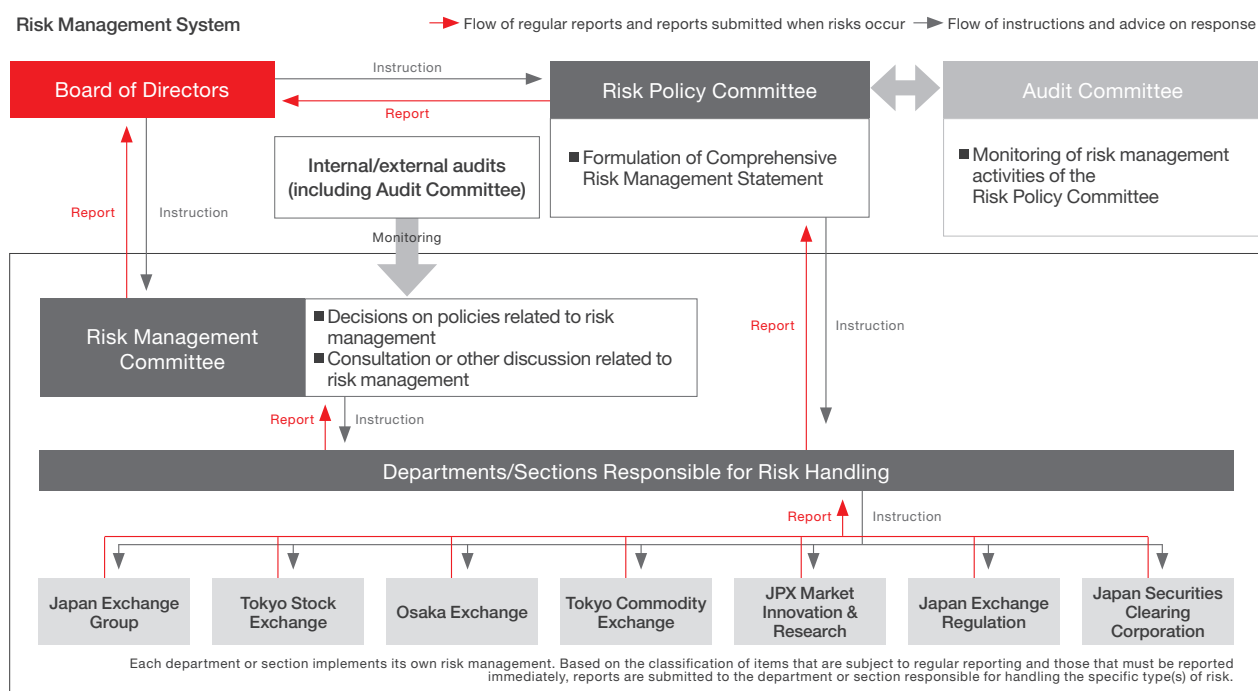 Risk Management System
Flow of regular reports and reports submitted when risks occur
Flow of instructions and advice on response
Board of Directors
Instruction
Report
Risk Policy Committee
Audit Committee
Internal/external audits
(including Audit Committee)
■ Formulation of Comprehensive
Risk Management Statement
■ Monitoring of risk management
activities of the
Risk Policy Committee
Report
Instruction
Monitoring
Risk Management
Committee
■ Decisions on policies related to risk
management
■ Consultation or other discussion related to
risk management
Report
Instruction
Report
Instruction
Departments/Sections Responsible for Risk Handling
Report
Instruction
Japan Exchange
Group
Tokyo Stock
Exchange
Osaka Exchange
Tokyo Commodity
Exchange
JPX Market
Innovation &
Research
Japan Exchange
Regulation
Japan Securities
Clearing
Corporation
Each department or section implements its own risk management. Based on the classification of items that are subject to regular reporting and those that must be reported
immediately, reports are submitted to the department or section responsible for handling the specific type(s) of risk.